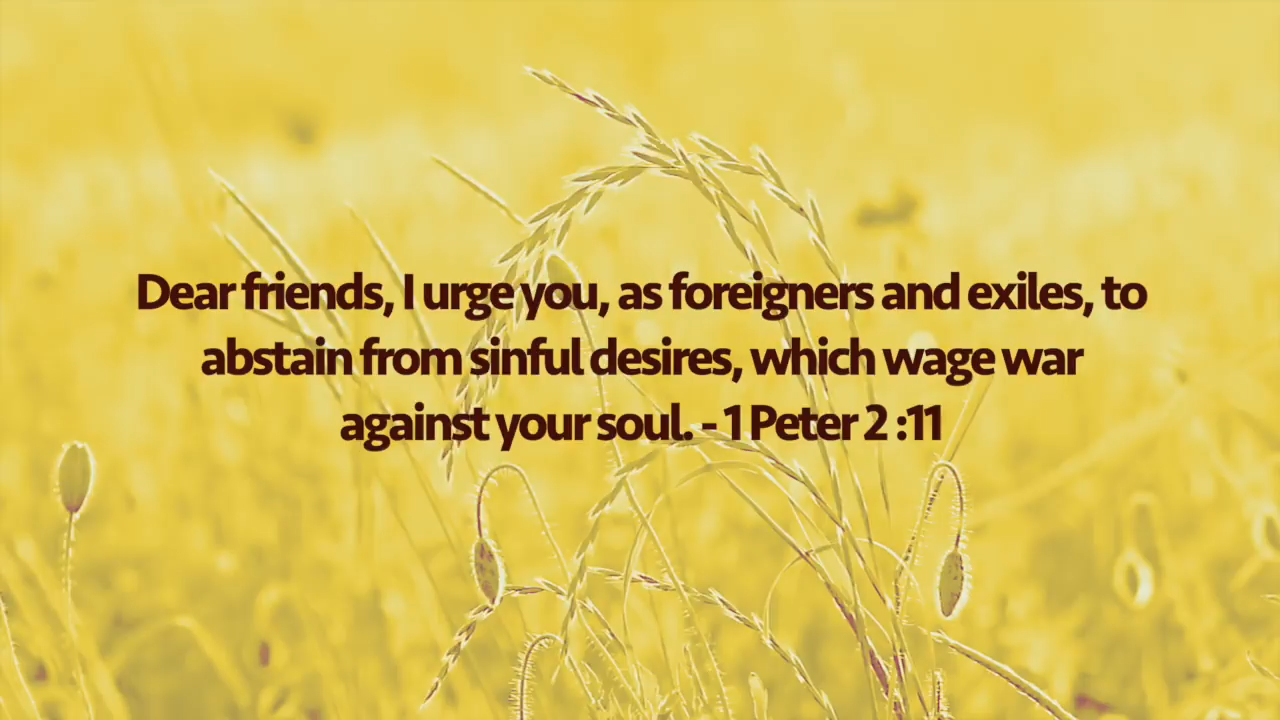 Dear friends, I urge you, as foreigners and exiles, to
abstain from sinful desires, which wage war
against your soul. - 1 Peter 2 :11